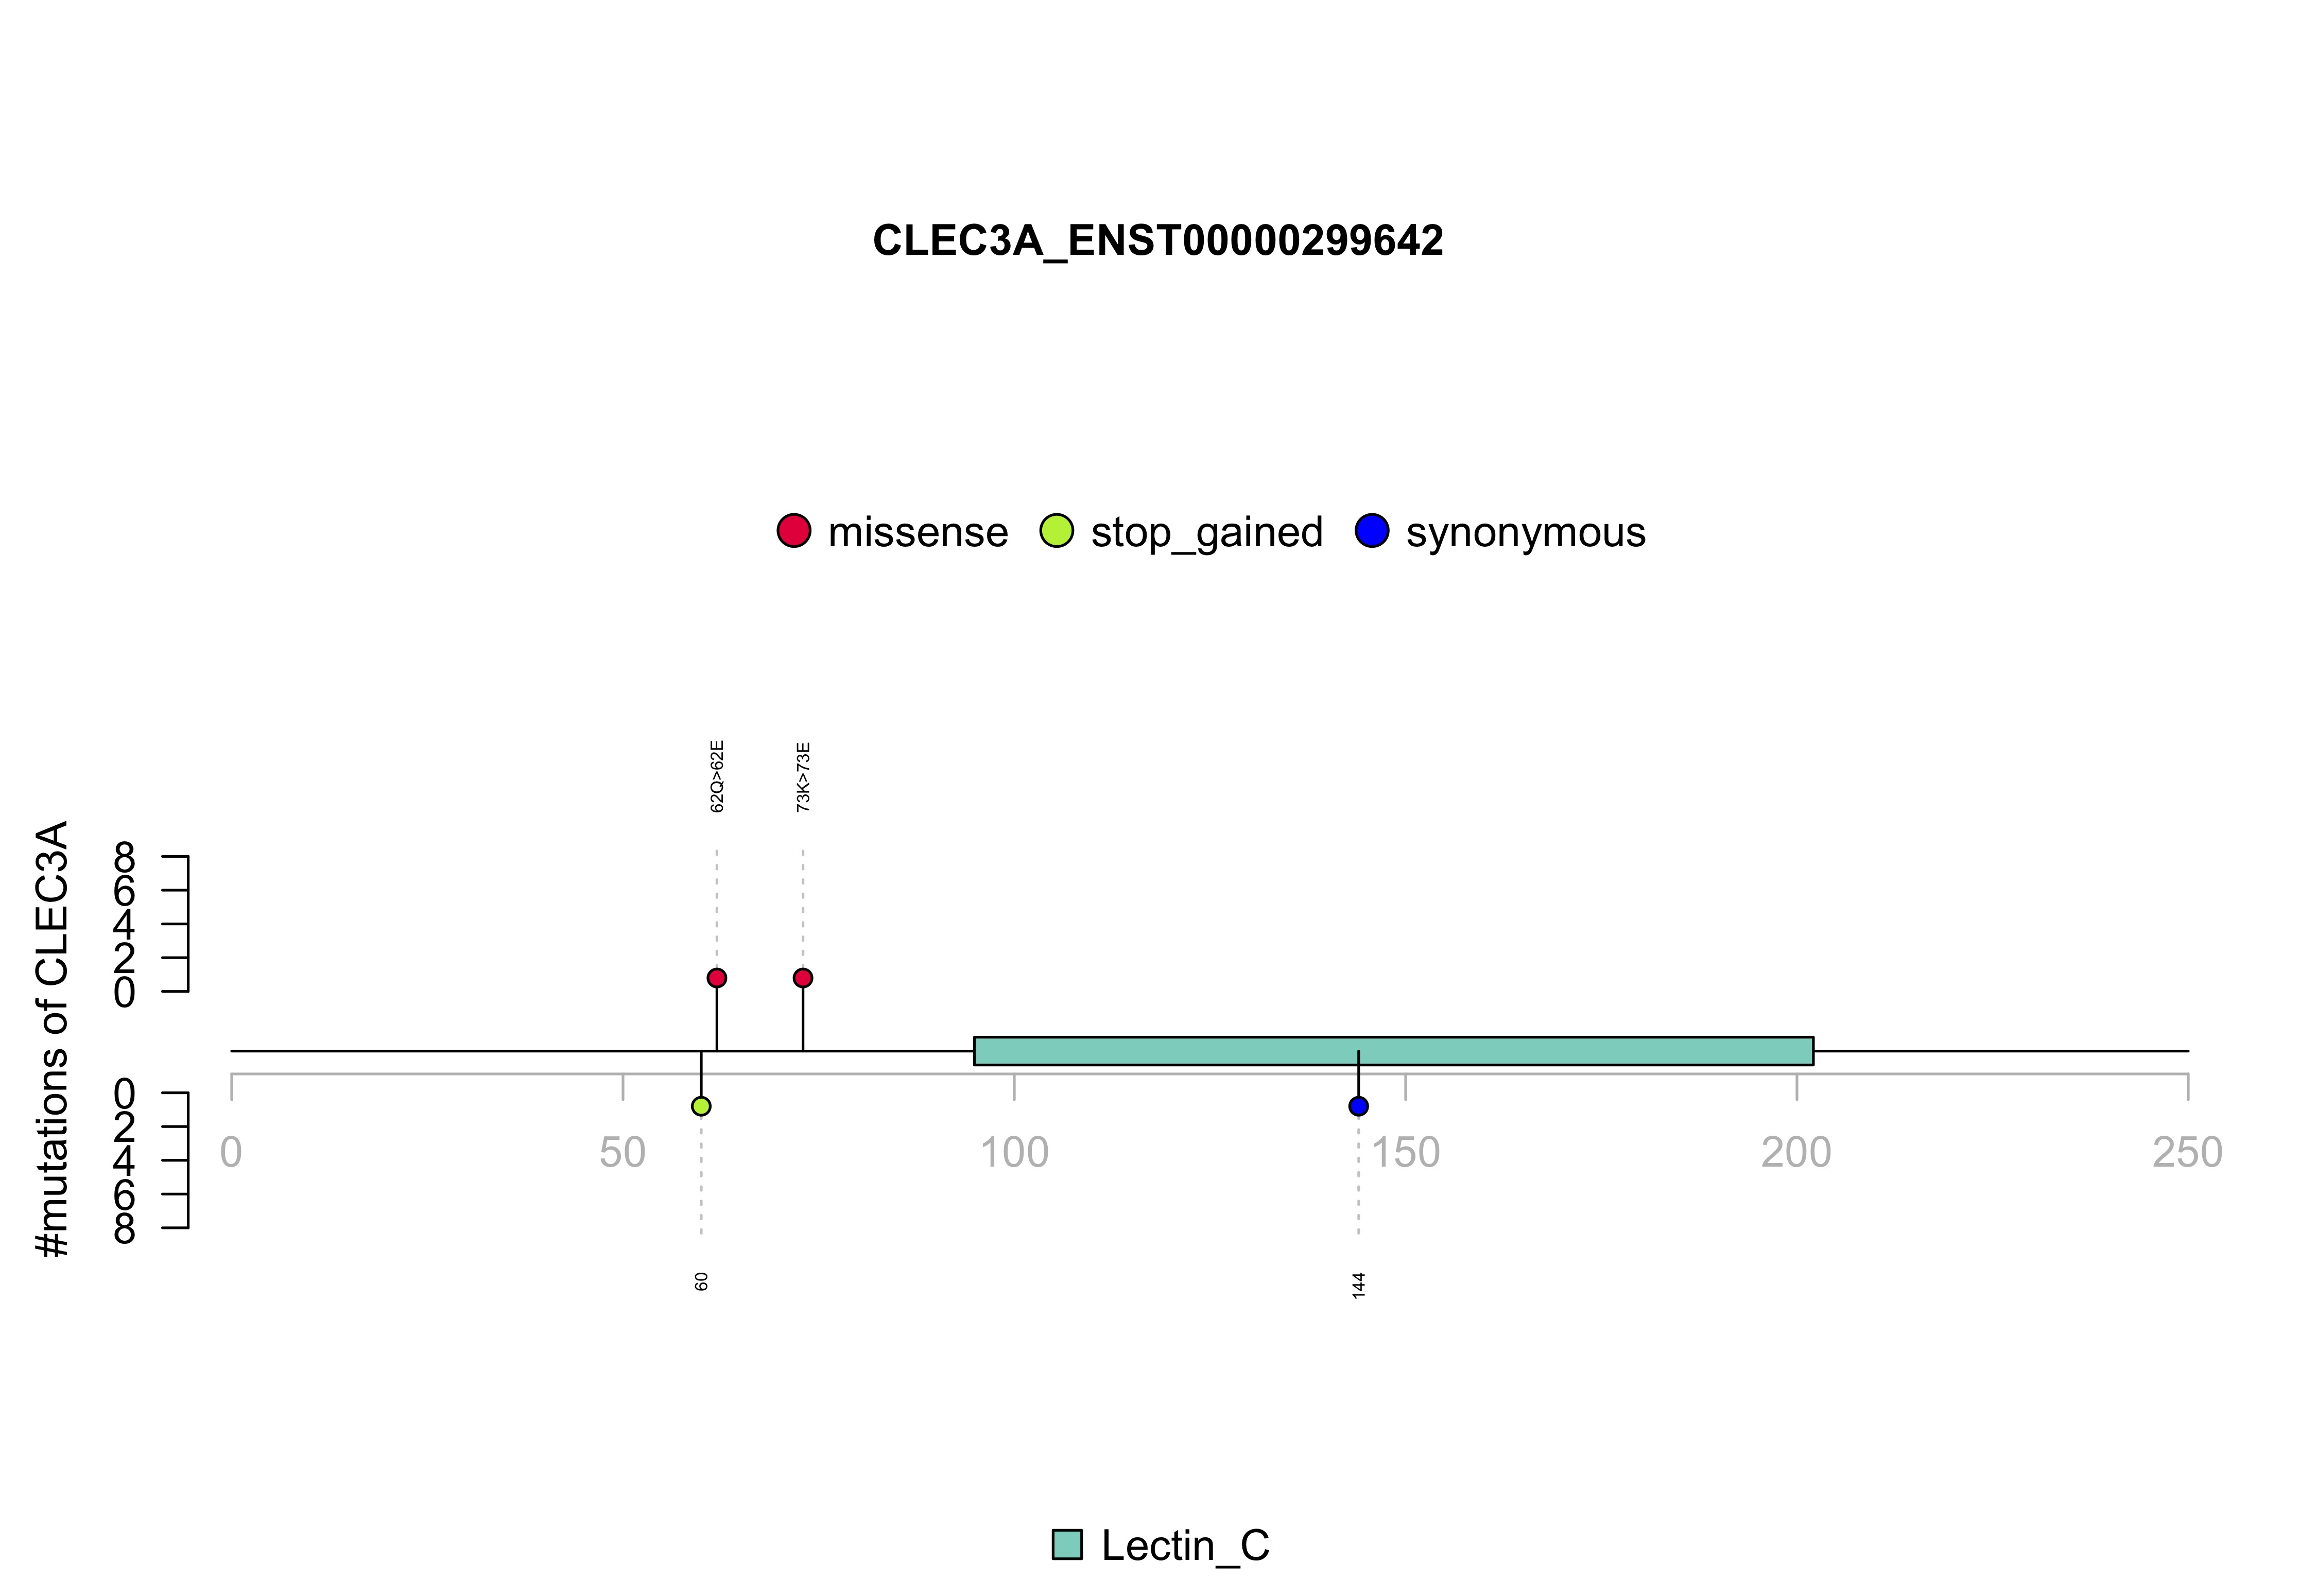 CLEC3A_ENST00000299642
missense stop_gained synonymous
62Q>62E 73K>73E
#mutations of CLEC3A
8
6
4
2
0
0
2
4
6
8
0 50 100 150 200 250
60 144
Lectin_C